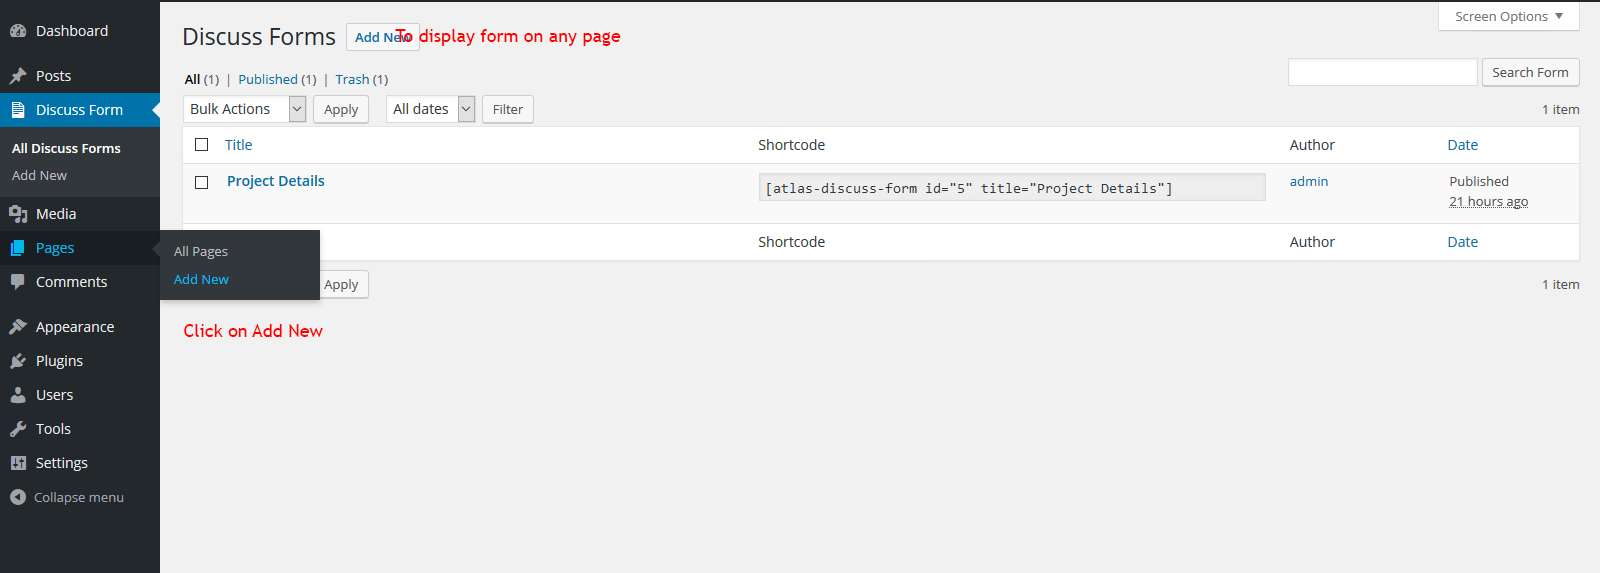 Screen Options
Discuss Forms Add New To display form on any page
All (1) | Published (1) | Trash (1)
Search Form
Bulk Actions Apply All dates Filter 1 item
Title Shortcode Author Date
Project Details [atlas-discuss-form id="5" title="Project Details"] admin Published
21 hours ago
Shortcode Author Date
Apply 1 item
Click on Add New
Dashboard
Posts
Discuss Form
All Discuss Forms
Add New
Media
Pages
All Pages
Add New
Comments
Appearance
Plugins
Users
Tools
Settings
Collapse menu